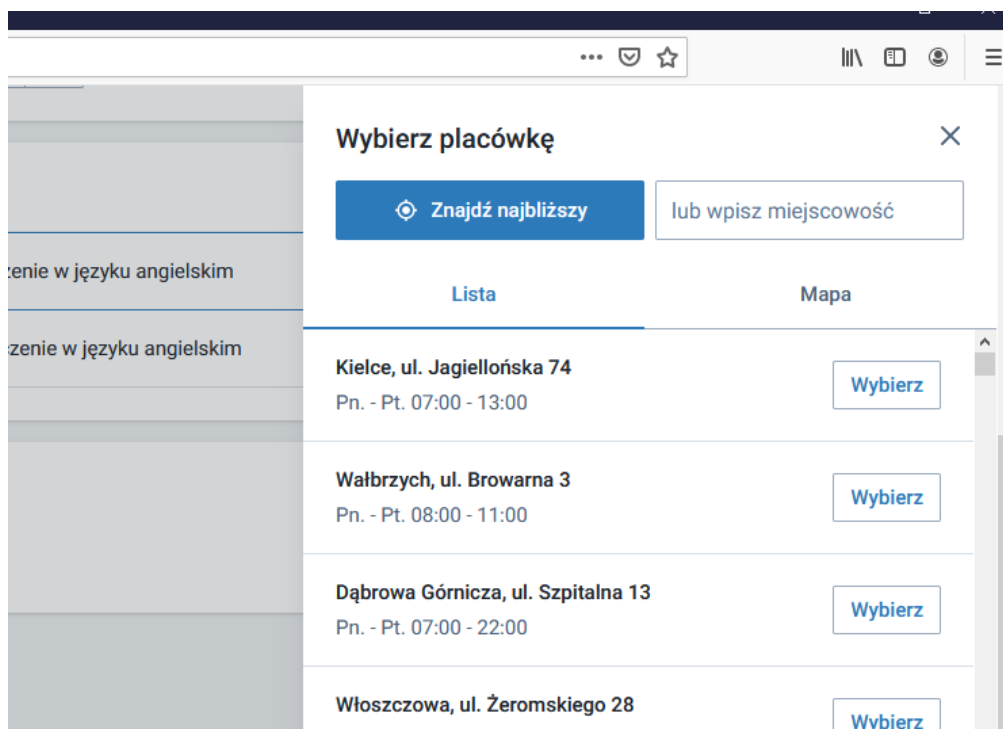 Wybierz placówkę
Znajdź najbliższy
lub wpisz miejscowość
w języku angielskim
w języku angielskim
Lista
Mapa
Kielce, ul. Jagiellońska 74
Pn. - Pt. 07:00 - 13:00
Wybierz
Wałbrzych, ul. Browarna 3
Pn. - Pt. 08:00 - 11:00
Wybierz
Dąbrowa Górnicza, ul. Szpitalna 13
Pn. - Pt. 07:00 - 22:00
Wybierz
Włoszczowa, ul. Żeromskiego 28
Wybierz